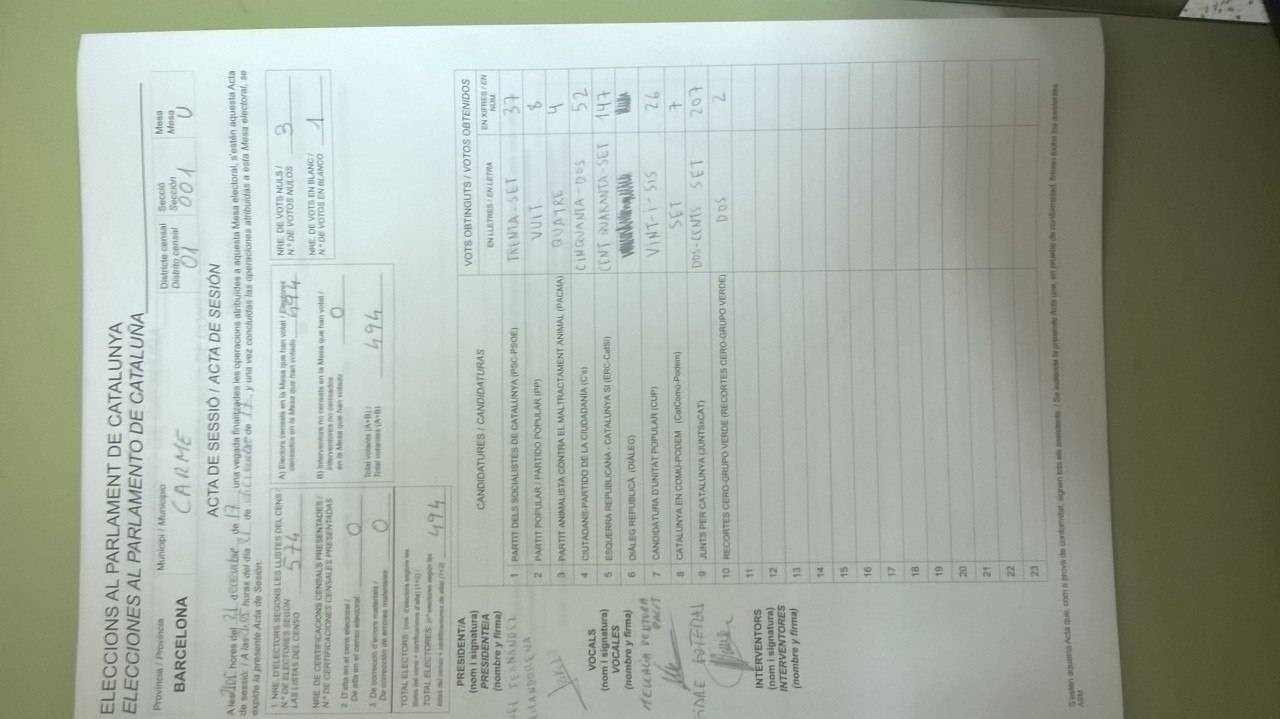 ELECCIONS AL PARLAMENT DE CATALUNYA
ELECCIONES AL PARLAMENTO DE CATALUÑA
Província / Provincia
BARCELONA
Municipi / Municipio
CARME
Districte censal
Distrito censal
01
Secció
Sección
001
Mesa
Mesa
U
ACTA DE SESSIÓ / ACTA DE SESIÓN
A les hores del 21 de desembre de 17, una vegada finalitzades les operacions atribuïdes a aquesta Mesa electoral, s'estén aquesta Acta
de sessió. / A las horas del día 21 de diciembre de 17, y una vez concluidas las operaciones atribuidas a esta Mesa electoral, se
expide la presente Acta de Sesión.
1. NRE. D'ELECTORS SEGONS LES LLISTES DEL CENS /
N.º DE ELECTORES SEGÚN
LAS LISTAS DEL CENSO 574
NRE. DE CERTIFICACIONS CENSALS PRESENTADES /
N.º DE CERTIFICACIONES CENSALES PRESENTADAS
2. D'alta en el cens electoral /
De alta en el censo electoral 0
3. De correcció d'errors materials /
De corrección de errores materiales 0
TOTAL ELECTORS: (nre. d'electors segons les
TOTAL ELECTORES: (n.º electores según las
494
A) Electors censats en la Mesa que han votat / Electores
censados en la Mesa que han votado 494
B) Interventors no censats en la Mesa que han votat /
Interventores no censados
en la Mesa que han votado 0
Total votants (A+B) /
Total votantes (A+B) 494
NRE. DE VOTS NULS /
N.º DE VOTOS NULOS 3
NRE. DE VOTS EN BLANC /
N.º DE VOTOS EN BLANCO 1
CANDIDATURES / CANDIDATURAS
VOTS OBTINGUTS / VOTOS OBTENIDOS
EN LLETRES / EN LETRA
EN XIFRES / EN NÚM.
1 PARTIT DELS SOCIALISTES DE CATALUNYA (PSC-PSOE) TRENTA-SET 37
2 PARTIT POPULAR / PARTIDO POPULAR (PP) VUIT 8
3 PARTIT ANIMALISTA CONTRA EL MALTRACTAMENT ANIMAL (PACMA) QUATRE 4
4 CIUTADANS-PARTIDO DE LA CIUDADANÍA (C's) CINQUANTA-DOS 52
5 ESQUERRA REPUBLICANA - CATALUNYA SÍ (ERC-CatSí) CENT QUARANTA-SET 147
6 DIÀLEG REPUBLICÀ (DIÀLEG)
7 CANDIDATURA D'UNITAT POPULAR (CUP) VINT-I-SIS 26
8 CATALUNYA EN COMÚ-PODEM (CatComú-Podem) SET 7
9 JUNTS PER CATALUNYA (JUNTSxCAT) DOS-CENTS SET 207
10 RECORTES CERO-GRUPO VERDE (RECORTES CERO-GRUPO VERDE) DOS 2
11
12
13
14
15
16
17
18
19
20
21
22
23
PRESIDENT/A
(nom i signatura)
PRESIDENTE/A
(nombre y firma)
VOCALS
(nom i signatura)
VOCALES
(nombre y firma)
INTERVENTORS
(nom i signatura)
INTERVENTORES
(nombre y firma)
S'estén aquesta Acta que, com a prova de conformitat, signen tots els assistents. / Se extiende la presente Acta que, en prueba de conformidad, firman todos los asistentes.